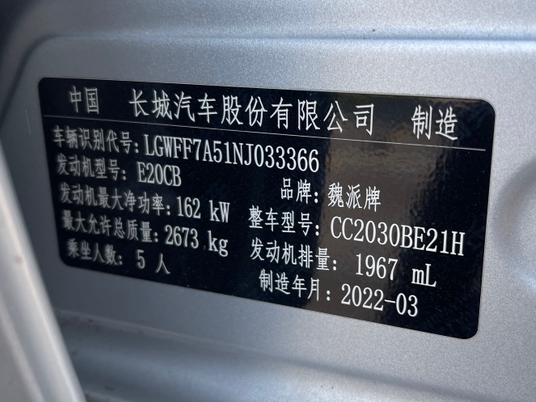 中国 长城汽车股份有限公司 制造
车辆识别代号: LGWFF7A51NJ033366
发动机型号: E20CB 品牌: 魏派牌
发动机最大净功率: 162 kW 整车型号: CC2030BE21H
最大允许总质量: 2673 kg 发动机排量: 1967 mL
乘坐人数: 5 人 制造年月: 2022-03